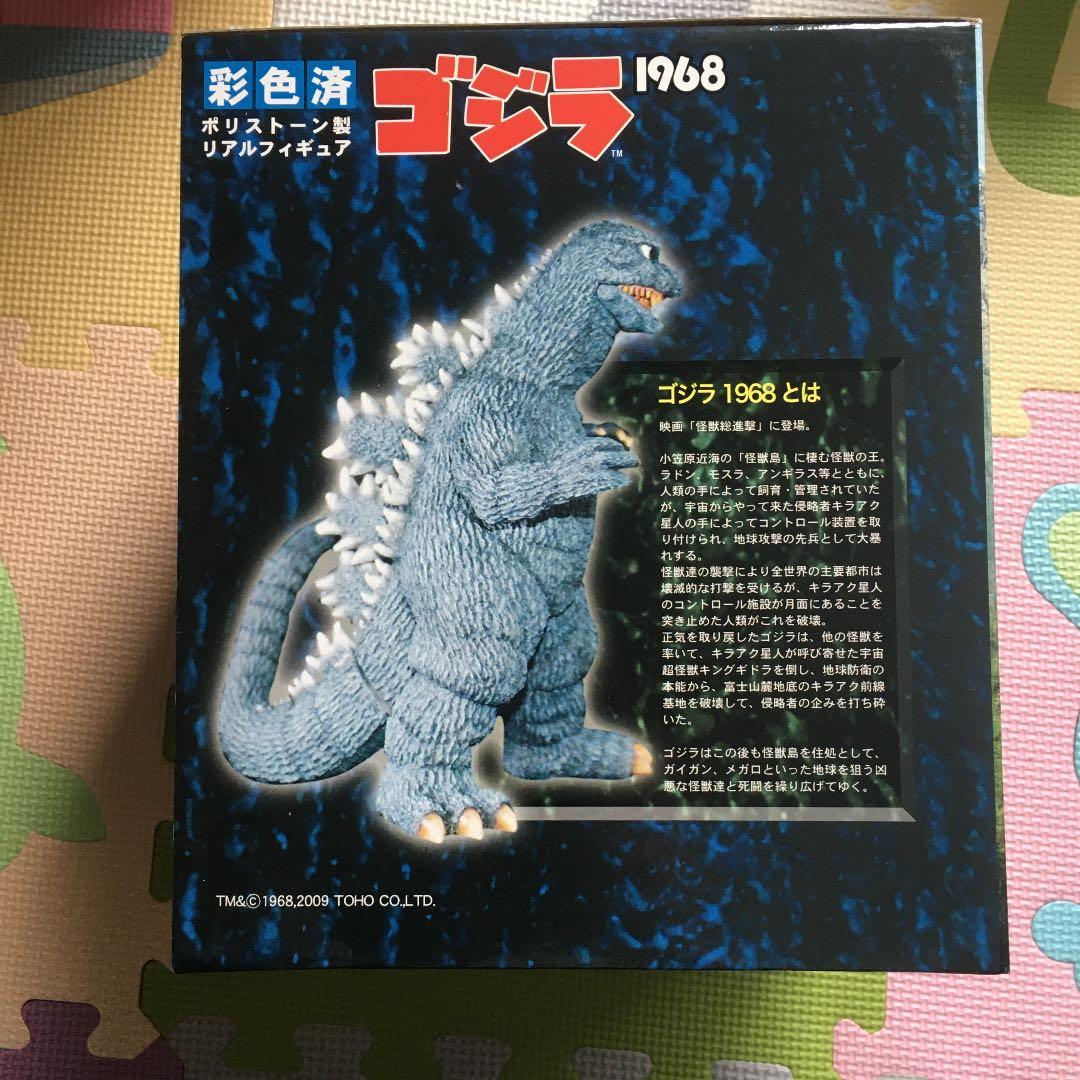 彩色済
ポリストーン製
リアルフィギュア
ゴジラ 1968
TM
ゴジラ 1968 とは
映画「怪獣総進撃」に登場。
小笠原近海の「怪獣島」に棲む怪獣の王。
ラドン、モスラ、アンギラス等とともに、
人類の手によって飼育・管理されていた
が、宇宙からやって来た侵略者キラアク
星人の手によってコントロール装置を取
り付けられ、地球攻撃の先兵として大暴
れする。
怪獣達の襲撃により全世界の主要都市は
壊滅的な打撃を受けるが、キラアク星人
のコントロール施設が月面にあることを
突き止めた人類がこれを破壊。
正気を取り戻したゴジラは、他の怪獣を
率いて、キラアク星人が呼び寄せた宇宙
超怪獣キングギドラを倒し、地球防衛の
本能から、富士山麓地底のキラアク前線
基地を破壊して、侵略者の企みを打ち砕
いた。
ゴジラはこの後も怪獣島を住処として、
ガイガン、メガロといった地球を狙う凶
悪な怪獣達と死闘を繰り広げてゆく。
TM&©1968,2009 TOHO CO.,LTD.